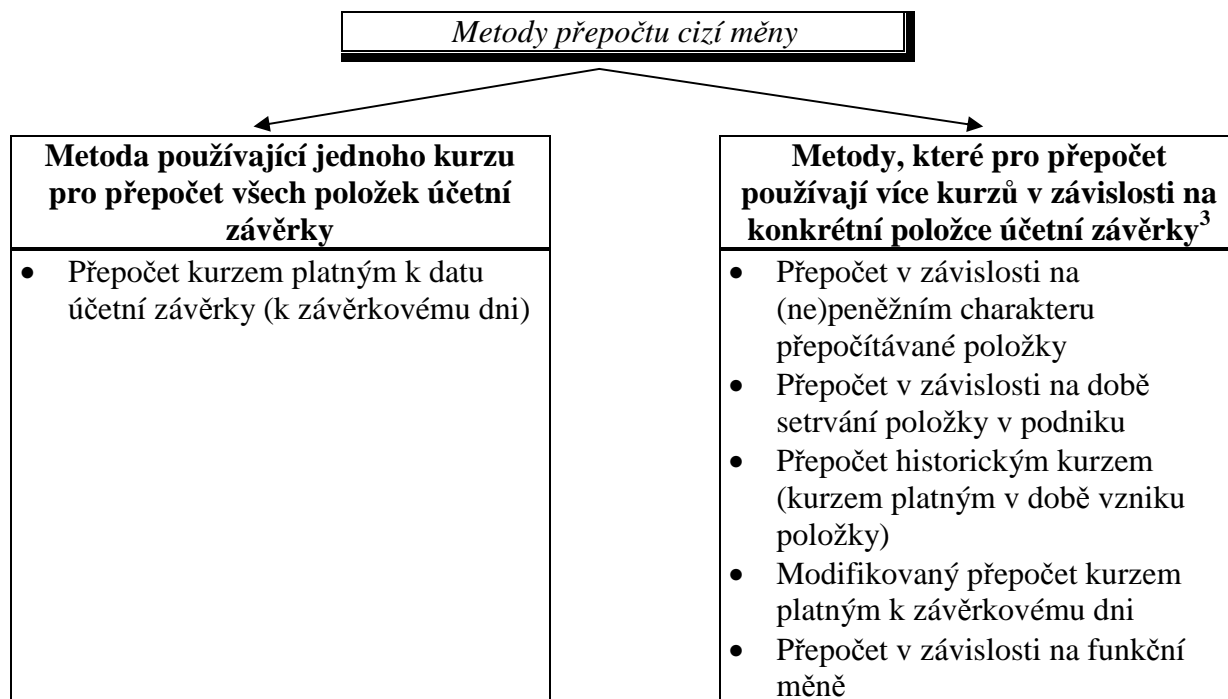 Metody přepočtu cizí měny
Metoda používající jednoho kurzu
pro přepočet všech položek účetní
závěrky
• Přepočet kurzem platným k datu
účetní závěrky (k závěrkovému dni)
Metody, které pro přepočet
používají více kurzů v závislosti na
konkrétní položce účetní závěrky³
• Přepočet v závislosti na
(ne)peněžním charakteru
přepočítávané položky
• Přepočet v závislosti na době
setrvání položky v podniku
• Přepočet historickým kurzem
(kurzem platným v době vzniku
položky)
• Modifikovaný přepočet kurzem
platným k závěrkovému dni
• Přepočet v závislosti na funkční
měně